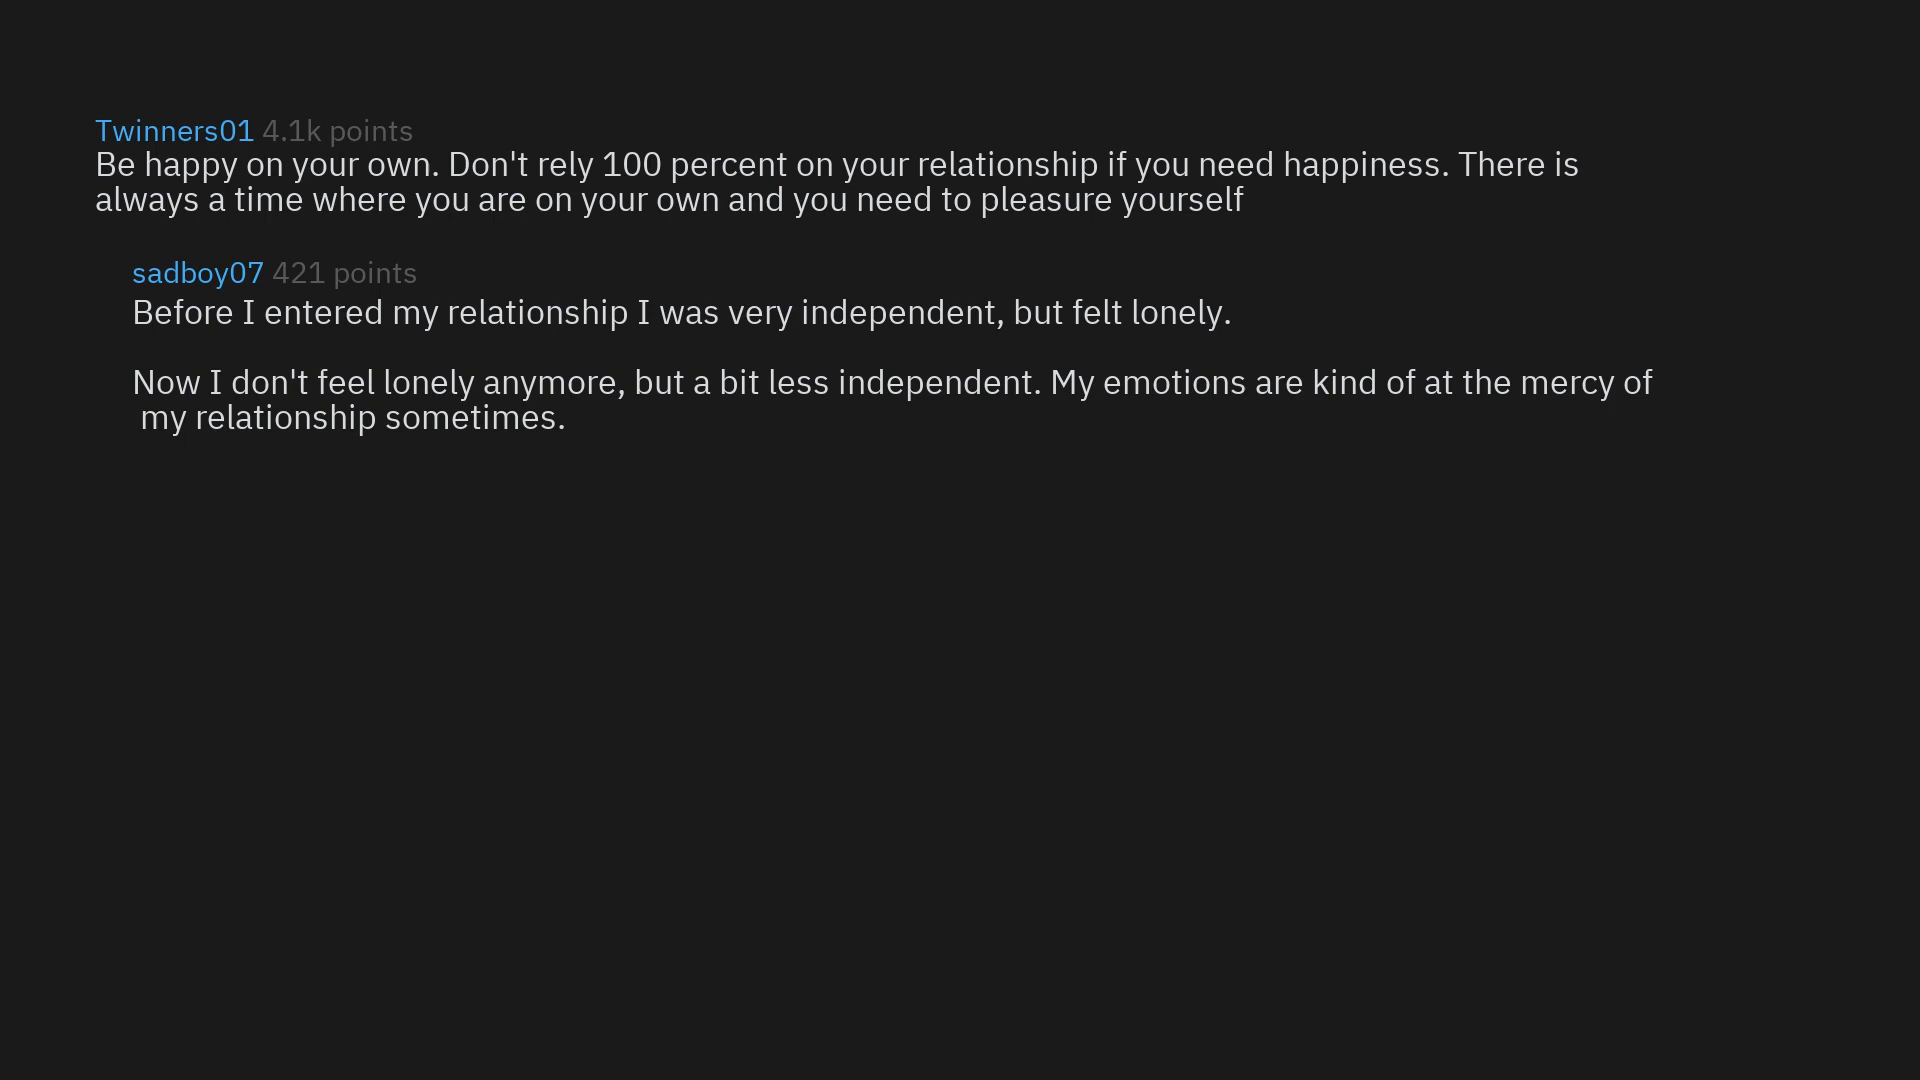 Twinners01 4.1k points
Be happy on your own. Don't rely 100 percent on your relationship if you need happiness. There is
always a time where you are on your own and you need to pleasure yourself
sadboy07 421 points
Before I entered my relationship I was very independent, but felt lonely.
Now I don't feel lonely anymore, but a bit less independent. My emotions are kind of at the mercy of
my relationship sometimes.